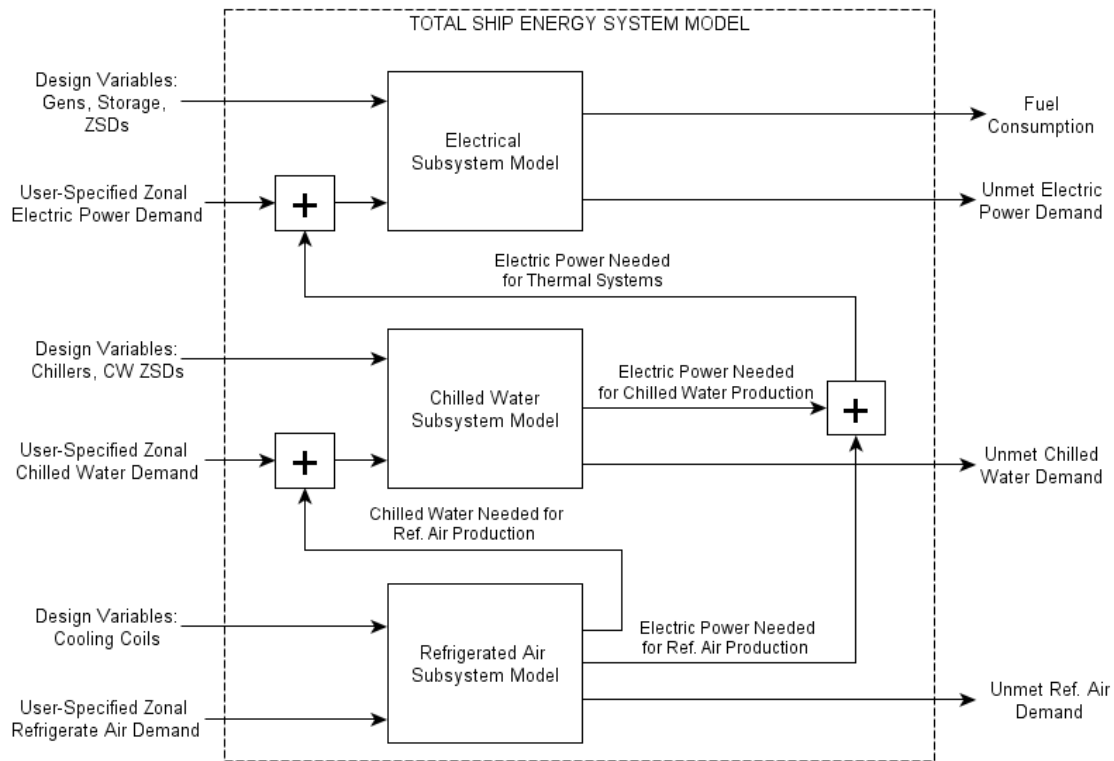 TOTAL SHIP ENERGY SYSTEM MODEL
Design Variables:
Gens, Storage,
ZSDs
Electrical
Subsystem Model
Fuel
Consumption
User-Specified Zonal
Electric Power Demand
+
Unmet Electric
Power Demand
Electric Power Needed
for Thermal Systems
Design Variables:
Chillers, CW ZSDs
Chilled Water
Subsystem Model
Electric Power Needed
for Chilled Water Production
+
User-Specified Zonal
Chilled Water Demand
+
Unmet Chilled
Water Demand
Chilled Water Needed for
Ref. Air Production
Design Variables:
Cooling Coils
Refrigerated Air
Subsystem Model
Electric Power Needed
for Ref. Air Production
User-Specified Zonal
Refrigerate Air Demand
Unmet Ref. Air
Demand